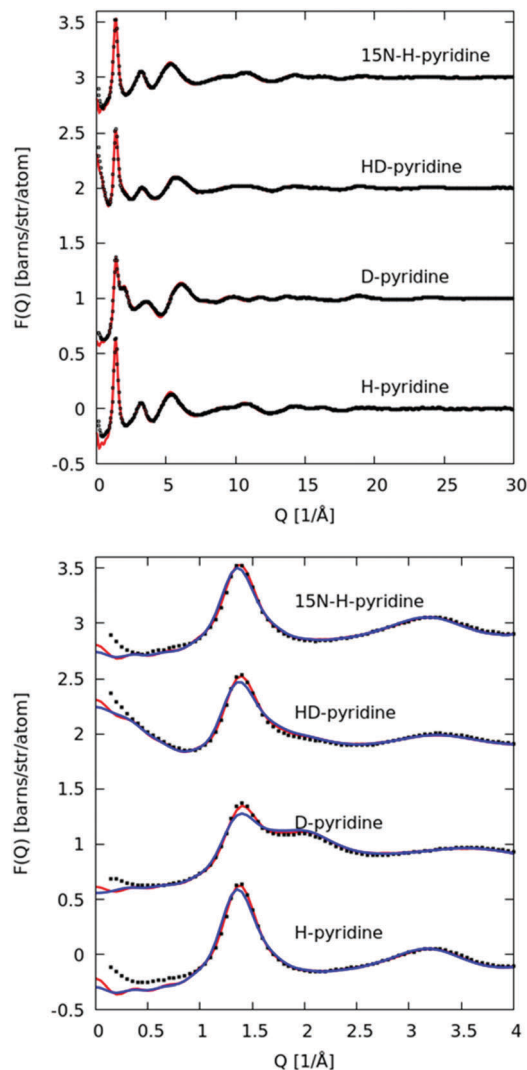 3.5
3
2.5
2
1.5
1
0.5
0
-0.5
F(Q) [barns/str/atom]
15N-H-pyridine
HD-pyridine
D-pyridine
H-pyridine
0 5 10 15 20 25 30
Q [1/Å]
3.5
3
2.5
2
1.5
1
0.5
0
-0.5
F(Q) [barns/str/atom]
15N-H-pyridine
HD-pyridine
D-pyridine
H-pyridine
0 0.5 1 1.5 2 2.5 3 3.5 4
Q [1/Å]